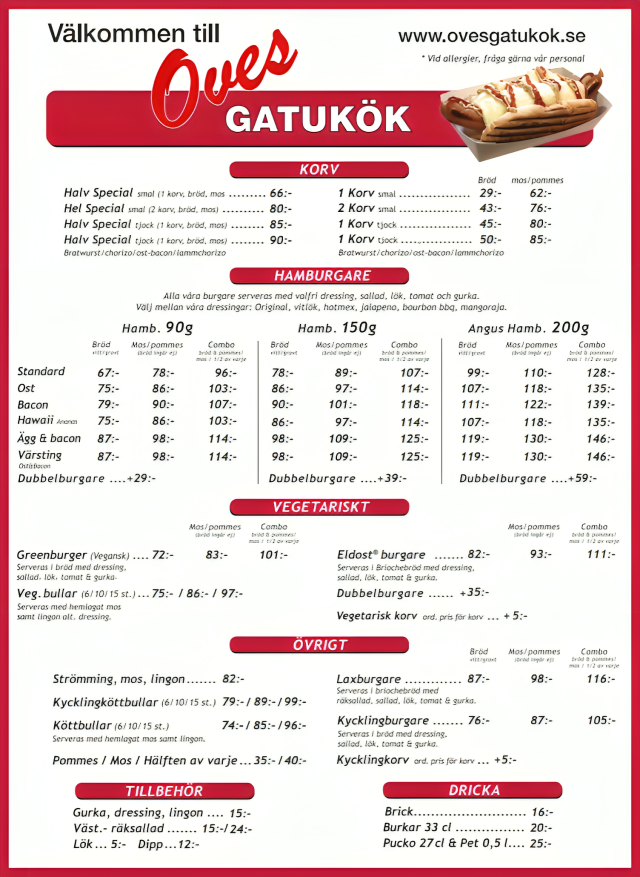 Välkommen till
www.ovesgatukok.se
* Vid allergier, fråga gärna vår personal
Oves
GATUKÖK
KORV
Bröd mos/pommes
Halv Special smal (1 korv, bröd, mos ......... 66:-
Hel Special smal (2 korv, bröd, mos) .......... 80:-
Halv Special tjock (1 korv, bröd, mos) ........ 85:-
Halv Special tjock (1 korv, bröd, mos) ........ 90:-
Bratwurst/chorizo/ost-bacon/lammchorizo
1 Korv smal ................. 29:- 62:-
2 Korv smal ................. 43:- 76:-
1 Korv tjock ................. 45:- 80:-
1 Korv tjock ................. 50:- 85:-
Bratwurst/chorizo/ost-bacon/lammchorizo
HAMBURGARE
Alla våra burgare serveras med valfri dressing, sallad, lök, tomat och gurka.
Välj mellan våra dressingar: Original, vitlök, hotmex, jalapeno, bourbon bbq, mangoraja.
Hamb. 90g Hamb. 150g Angus Hamb. 200g
Bröd Mos/pommes Combo Bröd Mos/pommes Combo Bröd Mos/pommes Combo
vitt/grovt (bröd ingår ej) bröd & pommes/ vitt/grovt (bröd ingår ej) bröd & pommes/ vitt/grovt (bröd ingår ej) bröd & pommes/
mos / 1/2 av varje mos / 1/2 av varje mos / 1/2 av varje
Standard 67:- 78:- 96:- 78:- 89:- 107:- 99:- 110:- 128:-
Ost 75:- 86:- 103:- 86:- 97:- 114:- 107:- 118:- 135:-
Bacon 79:- 90:- 107:- 90:- 101:- 118:- 111:- 122:- 139:-
Hawaii Ananas 75:- 86:- 103:- 86:- 97:- 114:- 107:- 118:- 135:-
Ägg & bacon 87:- 98:- 114:- 98:- 109:- 125:- 119:- 130:- 146:-
Värsting 87:- 98:- 114:- 98:- 109:- 125:- 119:- 130:- 146:-
Ost&Bacon
Dubbelburgare ....+29:- Dubbelburgare ....+39:- Dubbelburgare ....+59:-
VEGETARISKT
Mos/pommes Combo Mos/pommes Combo
(bröd ingår ej) bröd & pommes/ (bröd ingår ej) bröd & pommes/
mos / 1/2 av varje mos / 1/2 av varje
Greenburger (Vegansk) .... 72:- 83:- 101:-
Serveras i bröd med dressing,
sallad, lök, tomat & gurka.
Veg.bullar (6/10/15 st.)... 75:- / 86:- / 97:-
Serveras med hemlagat mos
samt lingon alt. dressing.
Eldost® burgare ....... 82:- 93:- 111:-
Serveras i Briochebröd med dressing,
sallad, lök, tomat & gurka.
Dubbelburgare ...... +35:-
Vegetarisk korv ord. pris för korv ... + 5:-
ÖVRIGT
Bröd Mos/pommes Combo
vitt/grovt (bröd ingår ej) bröd & pommes/
mos / 1/2 av varje
Strömming, mos, lingon....... 82:-
Kycklingköttbullar (6/10/15 st.) 79:-/ 89:-/99:-
Köttbullar (6/10/15 st.) 74:-/ 85:-/96:-
Serveras med hemlagat mos samt lingon.
Pommes / Mos / Hälften av varje...35:-/40:-
Laxburgare ............. 87:- 98:- 116:-
Serveras i briochebröd med
räksallad, sallad, lök, tomat & gurka.
Kycklingburgare ....... 76:- 87:- 105:-
Serveras i bröd med dressing,
sallad, lök, tomat & gurka.
Kycklingkorv ord. pris för korv ... +5:-
TILLBEHÖR
Gurka, dressing, lingon .... 15:-
Väst.- räksallad ....... 15:-/24:-
Lök... 5:- Dipp...12:-
DRICKA
Brick....................... 16:-
Burkar 33 cl ............... 20:-
Pucko 27cl & Pet 0,5 l.... 25:-